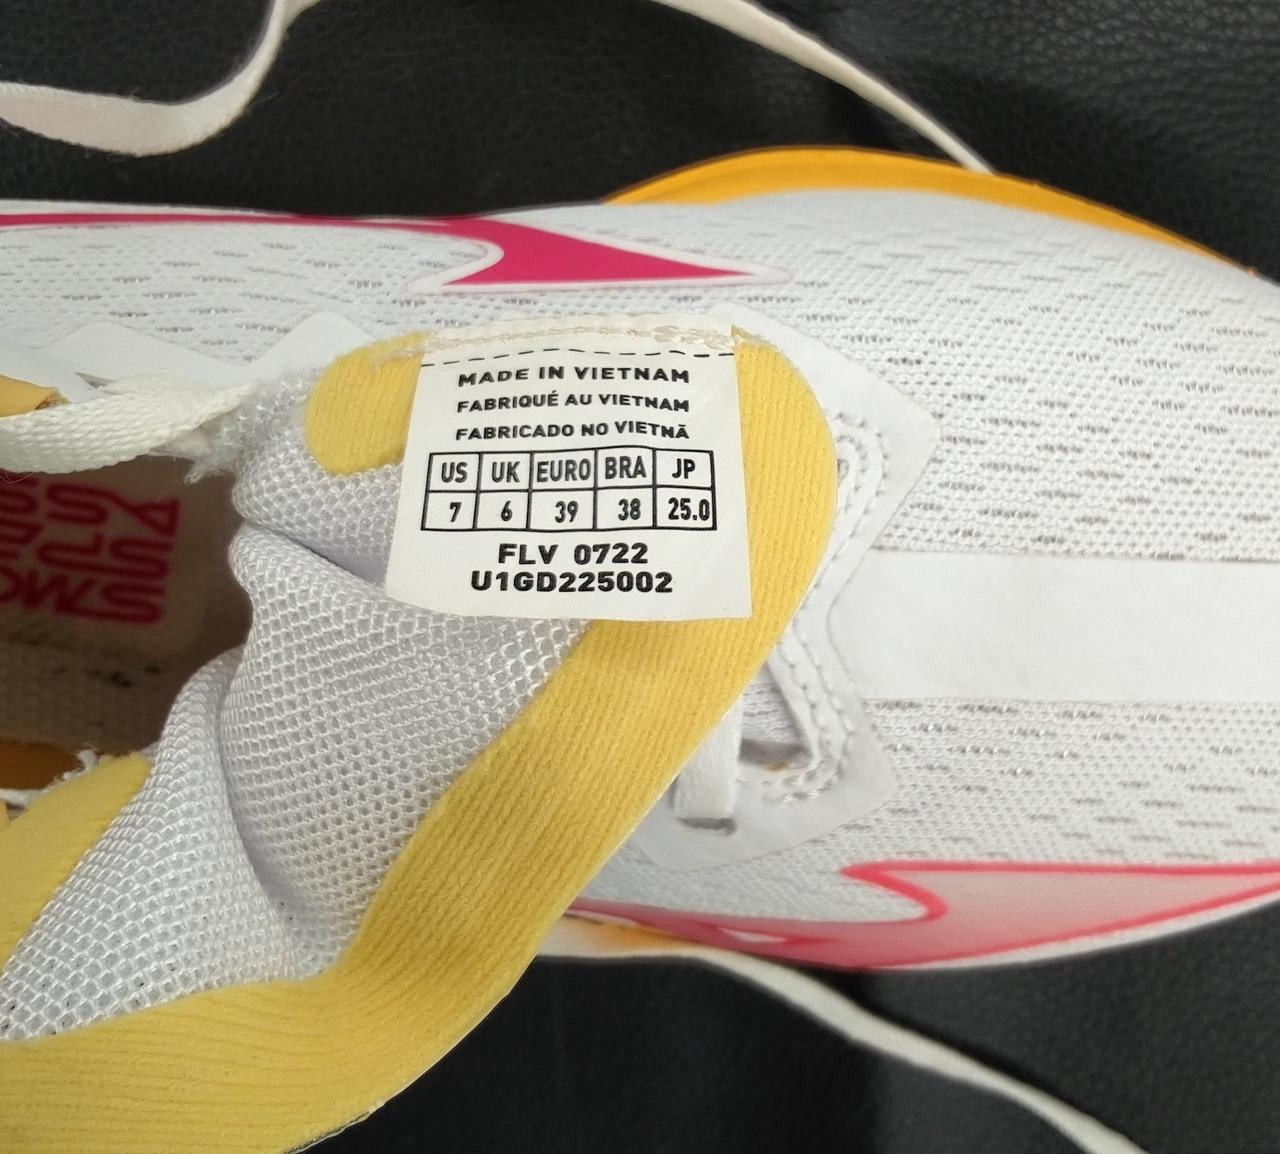 MADE IN VIETNAM
FABRIQUÉ AU VIETNAM
FABRICADO NO VIETNÃ
US UK EURO BRA JP
7 6 39 38 25.0
FLV 0722
U1GD225002